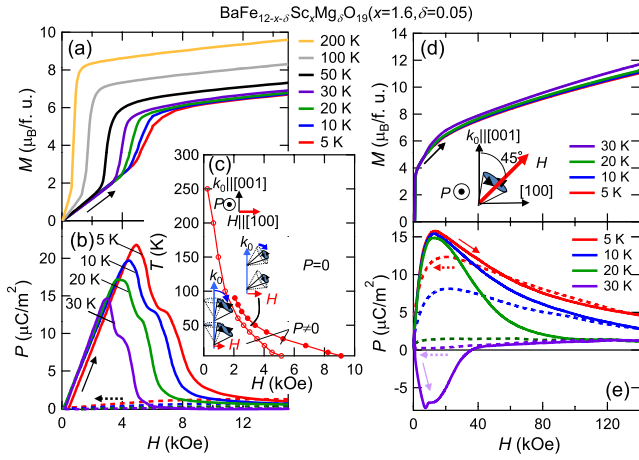 BaFe12-x-δScxMgδO19(x=1.6,δ=0.05)
(a)
200 K
100 K
50 K
30 K
20 K
10 K
5 K
M (μB/f. u.)
10
8
6
4
2
0
(b)
5 K
10 K
20 K
30 K
P (μC/m²)
20
15
10
5
0
0 4 8 12
H (kOe)
(c)
T (K)
300
250
200
150
100
50
0
k0||[001]
P
H||[100]
k0
k0
H
H
P=0
P≠0
0 2 4 6 8 10
H (kOe)
(d)
M (μB/f. u.)
12
10
8
6
4
2
0
k0||[001]
45°
H
P
[100]
30 K
20 K
10 K
5 K
(e)
P (μC/m²)
15
10
5
0
-5
5 K
10 K
20 K
30 K
0 40 80 120
H (kOe)